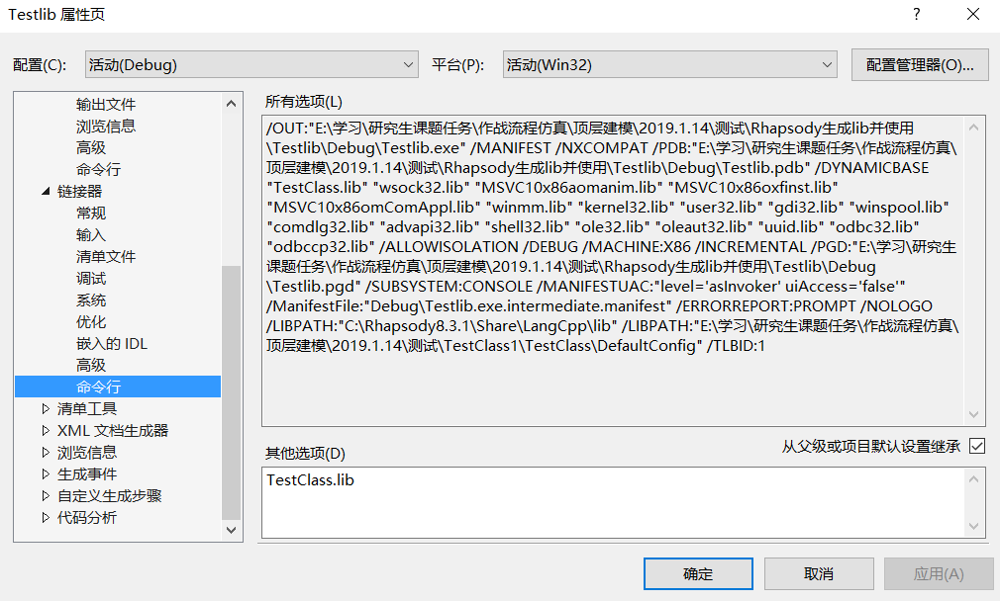 Testlib 属性页
?
配置(C):
活动(Debug)
平台(P):
活动(Win32)
配置管理器(O)...
输出文件
浏览信息
高级
命令行
链接器
常规
输入
清单文件
调试
系统
优化
嵌入的 IDL
高级
命令行
清单工具
XML 文档生成器
浏览信息
生成事件
自定义生成步骤
代码分析
所有选项(L)
/OUT:"E:\学习\研究生课题任务\作战流程仿真\顶层建模\2019.1.14\测试\Rhapsody生成lib并使用
\Testlib\Debug\Testlib.exe" /MANIFEST /NXCOMPAT /PDB:"E:\学习\研究生课题任务\作战流程仿真\
顶层建模\2019.1.14\测试\Rhapsody生成lib并使用\Testlib\Debug\Testlib.pdb" /DYNAMICBASE
"TestClass.lib" "wsock32.lib" "MSVC10x86aomanim.lib" "MSVC10x86oxfinst.lib"
"MSVC10x86omComAppl.lib" "winmm.lib" "kernel32.lib" "user32.lib" "gdi32.lib" "winspool.lib"
"comdlg32.lib" "advapi32.lib" "shell32.lib" "ole32.lib" "oleaut32.lib" "uuid.lib" "odbc32.lib"
"odbccp32.lib" /ALLOWISOLATION /DEBUG /MACHINE:X86 /INCREMENTAL /PGD:"E:\学习\研究生
课题任务\作战流程仿真\顶层建模\2019.1.14\测试\Rhapsody生成lib并使用\Testlib\Debug
\Testlib.pgd" /SUBSYSTEM:CONSOLE /MANIFESTUAC:"level='asInvoker' uiAccess='false'"
/ManifestFile:"Debug\Testlib.exe.intermediate.manifest" /ERRORREPORT:PROMPT /NOLOGO
/LIBPATH:"C:\Rhapsody8.3.1\Share\LangCpp\lib" /LIBPATH:"E:\学习\研究生课题任务\作战流程仿真\
顶层建模\2019.1.14\测试\TestClass1\TestClass\DefaultConfig" /TLBID:1
从父级或项目默认设置继承
其他选项(D)
TestClass.lib
确定
取消
应用(A)